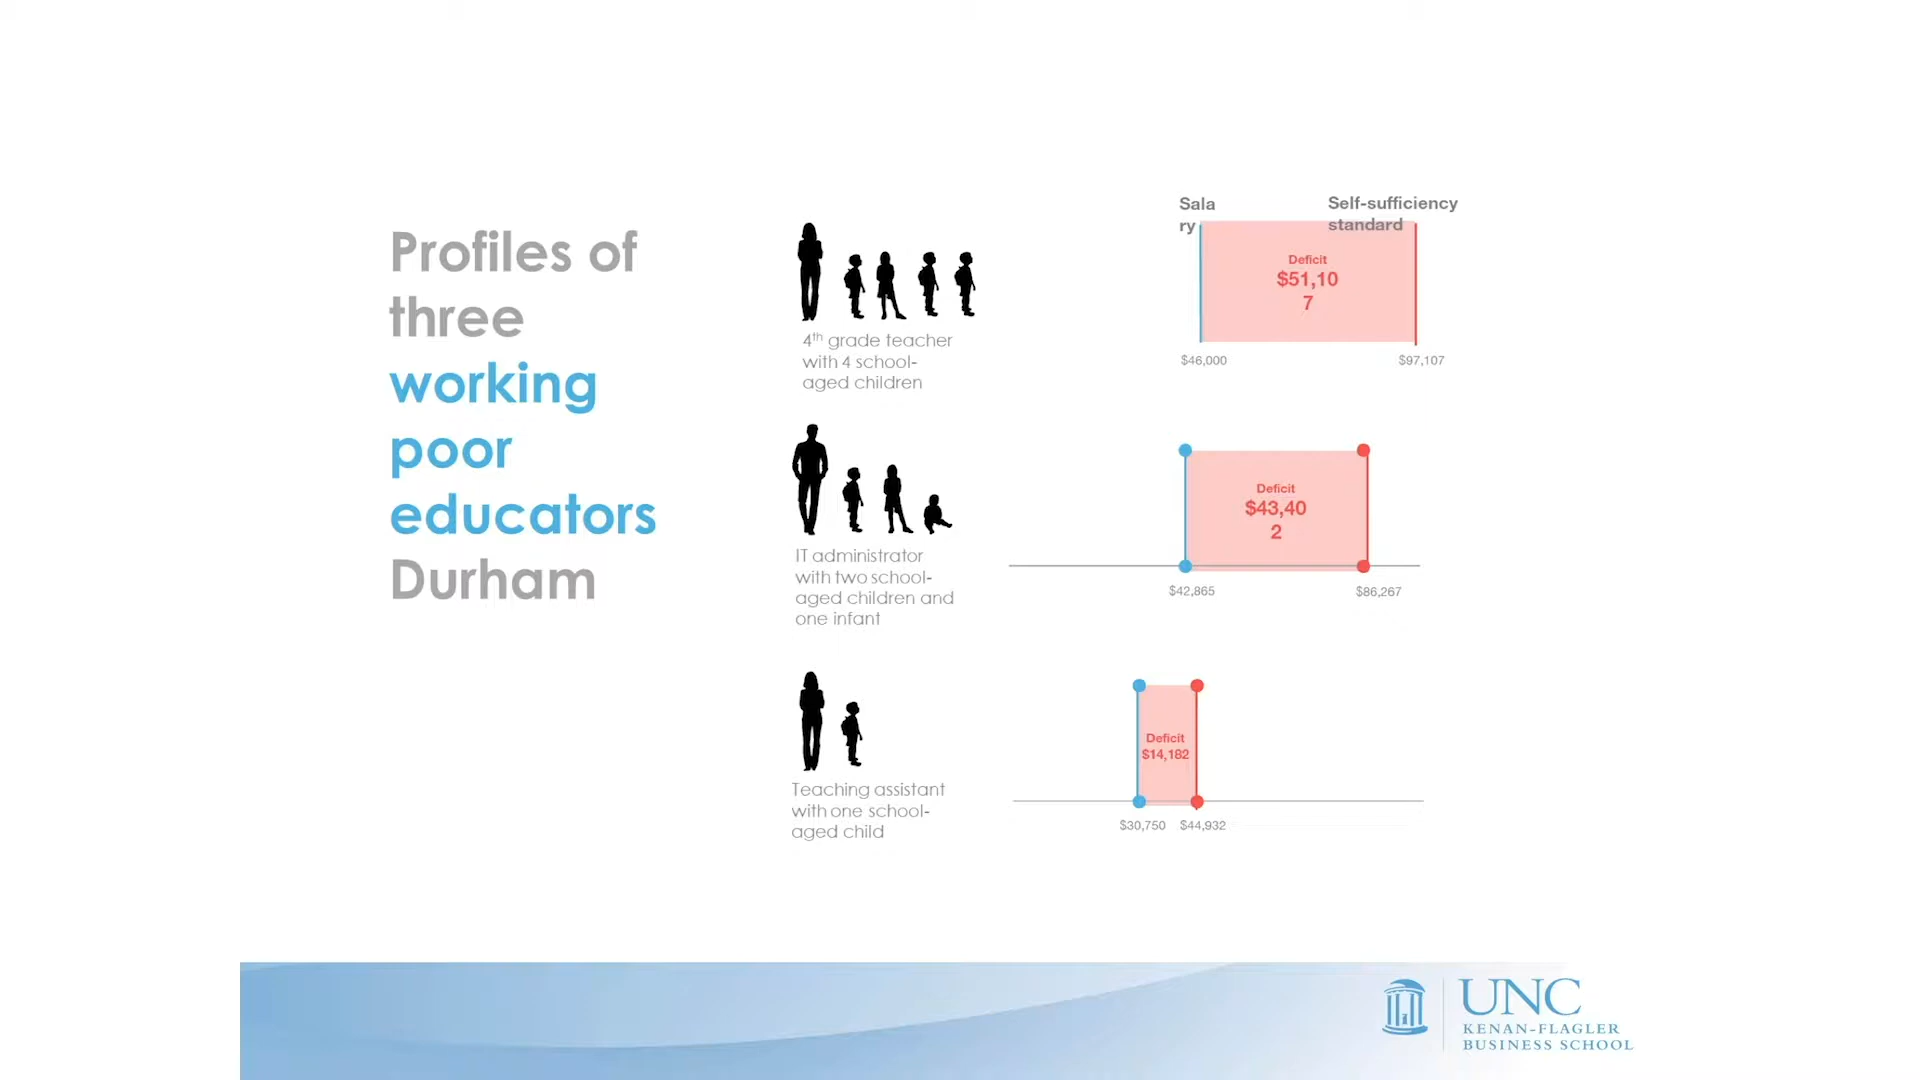 Profiles of
three
working
poor
educators
Durham
Sala
ry
Self-sufficiency
standard
Deficit
$51,10
7
$46,000
$97,107
4th grade teacher
with 4 school-
aged children
Deficit
$43,40
2
$42,865
$86,267
IT administrator
with two school-
aged children and
one infant
Deficit
$14,182
$30,750
$44,932
Teaching assistant
with one school-
aged child
UNC
KENAN-FLAGLER
BUSINESS SCHOOL